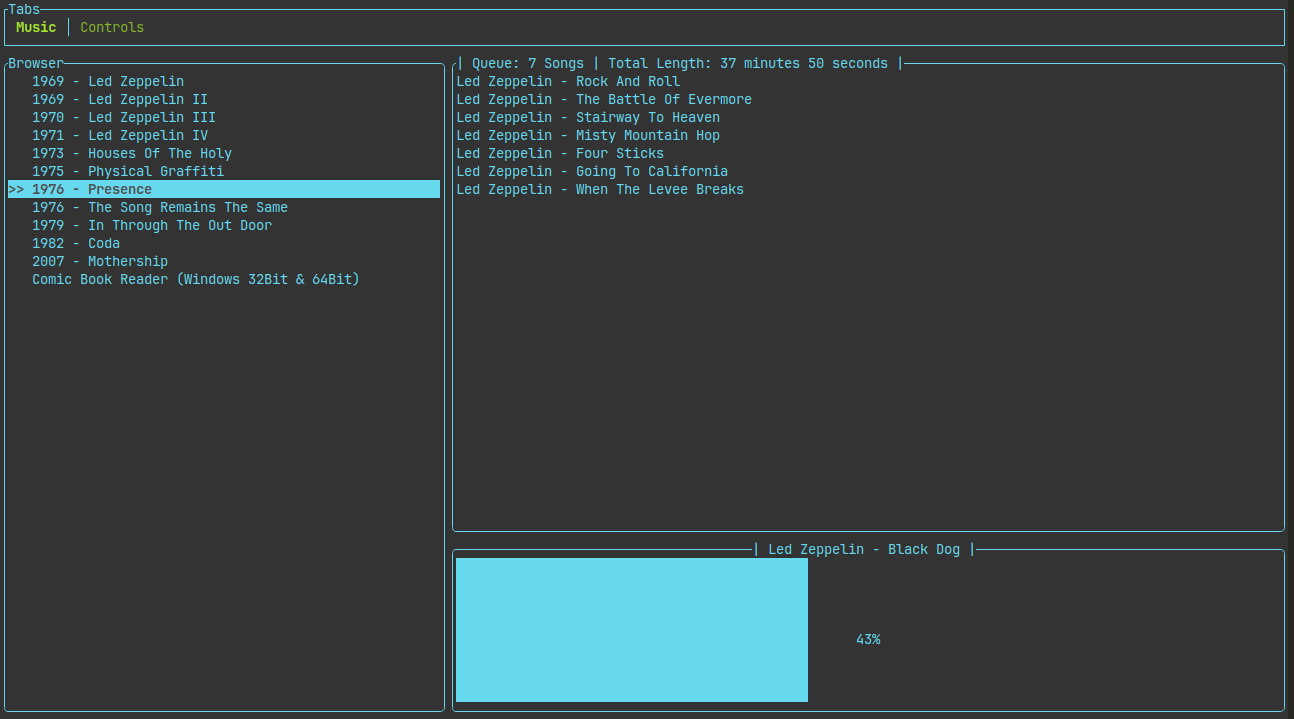 Tabs
Music │ Controls
Browser
1969 - Led Zeppelin
1969 - Led Zeppelin II
1970 - Led Zeppelin III
1971 - Led Zeppelin IV
1973 - Houses Of The Holy
1975 - Physical Graffiti
>> 1976 - Presence
1976 - The Song Remains The Same
1979 - In Through The Out Door
1982 - Coda
2007 - Mothership
Comic Book Reader (Windows 32Bit & 64Bit)
| Queue: 7 Songs | Total Length: 37 minutes 50 seconds |
Led Zeppelin - Rock And Roll
Led Zeppelin - The Battle Of Evermore
Led Zeppelin - Stairway To Heaven
Led Zeppelin - Misty Mountain Hop
Led Zeppelin - Four Sticks
Led Zeppelin - Going To California
Led Zeppelin - When The Levee Breaks
| Led Zeppelin - Black Dog |
43%